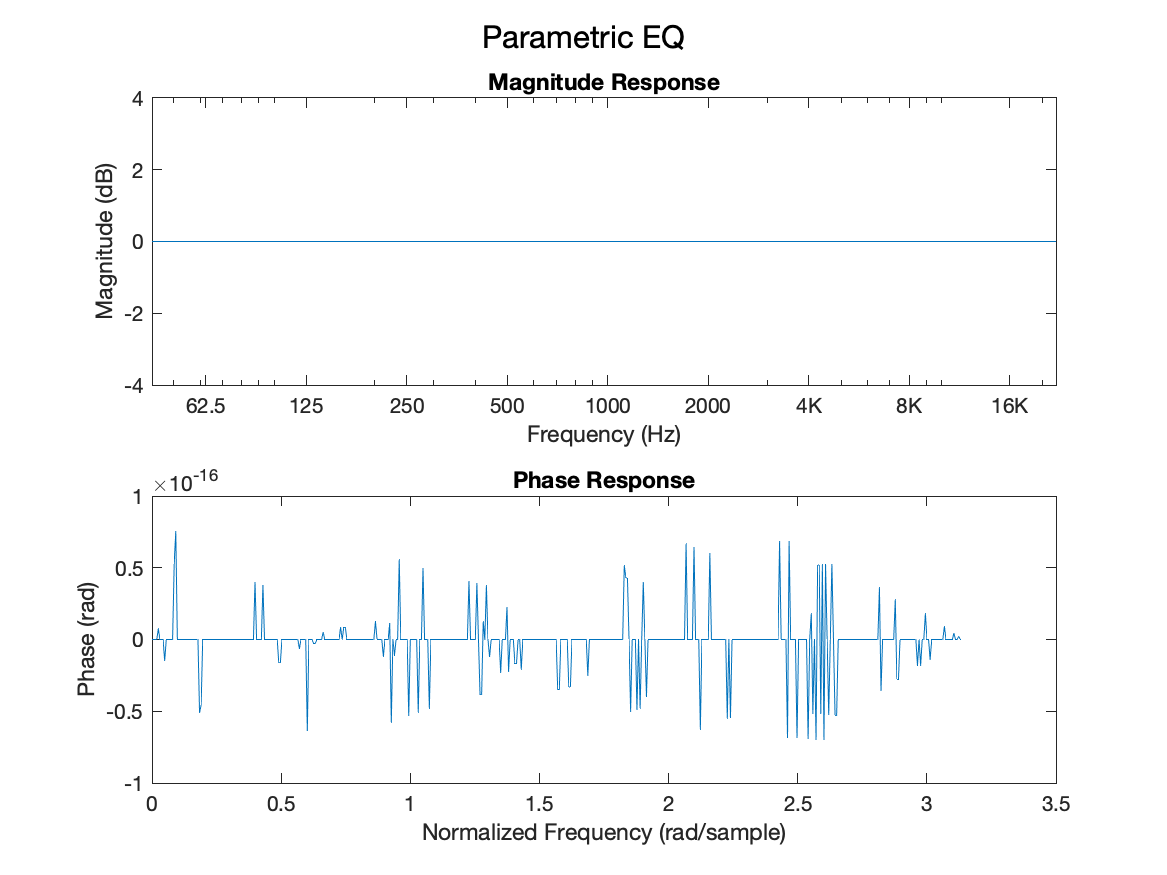 Parametric EQ
Magnitude Response
4
2
0
-2
-4
Magnitude (dB)
62.5 125 250 500 1000 2000 4K 8K 16K
Frequency (Hz)
Phase Response
×10^-16
1
0.5
0
-0.5
-1
Phase (rad)
0 0.5 1 1.5 2 2.5 3 3.5
Normalized Frequency (rad/sample)